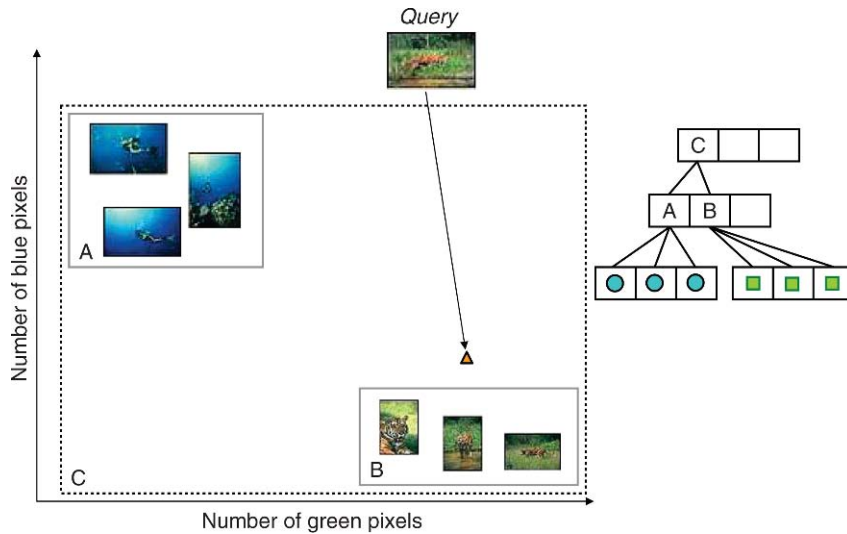 Query
Number of blue pixels
A
C
B
Number of green pixels
C
A B